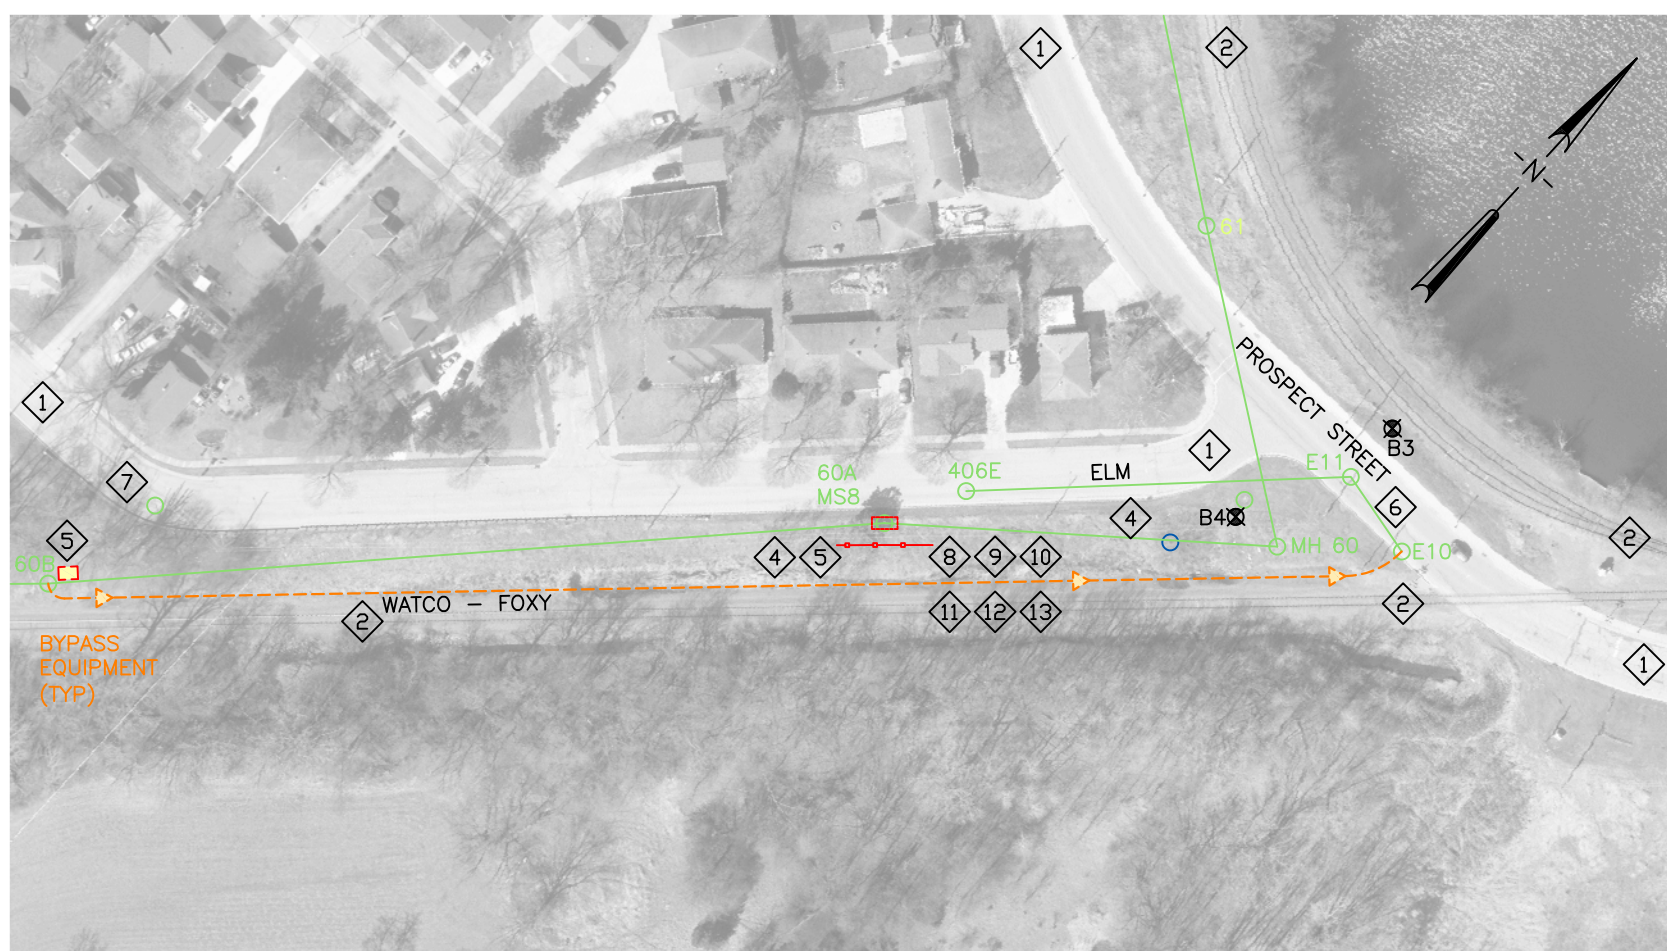 1
2
N
61
PROSPECT STREET
1
B3
1
7
60A
MS8
406E
ELM
E11
6
4
B4
5
60B
4
5
8
9
10
MH 60
E10
2
WATCO - FOXY
2
11
12
13
2
BYPASS
EQUIPMENT
(TYP)
1